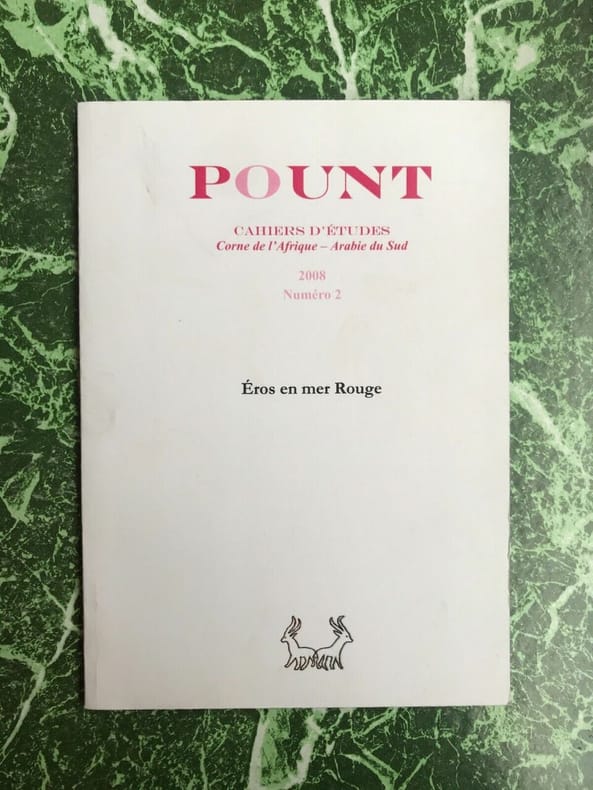 POUNT
CAHIERS D'ÉTUDES
Corne de l'Afrique – Arabie du Sud
2008
Numéro 2
Éros en mer Rouge